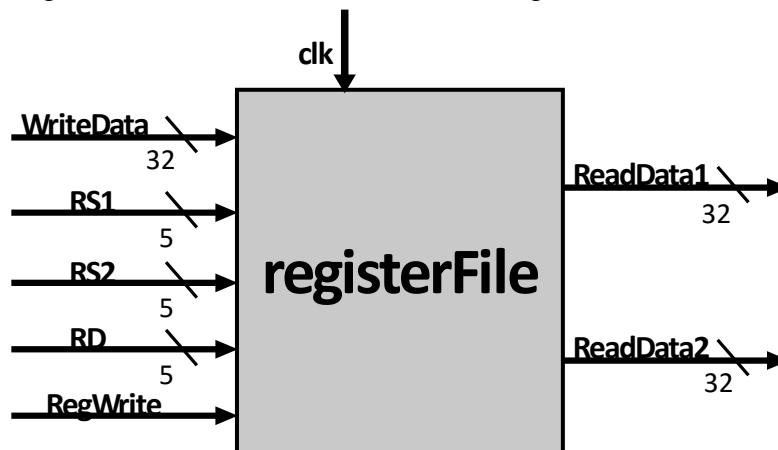 clk
WriteData
32
RS1
5
RS2
5
RD
5
RegWrite
registerFile
ReadData1
32
ReadData2
32